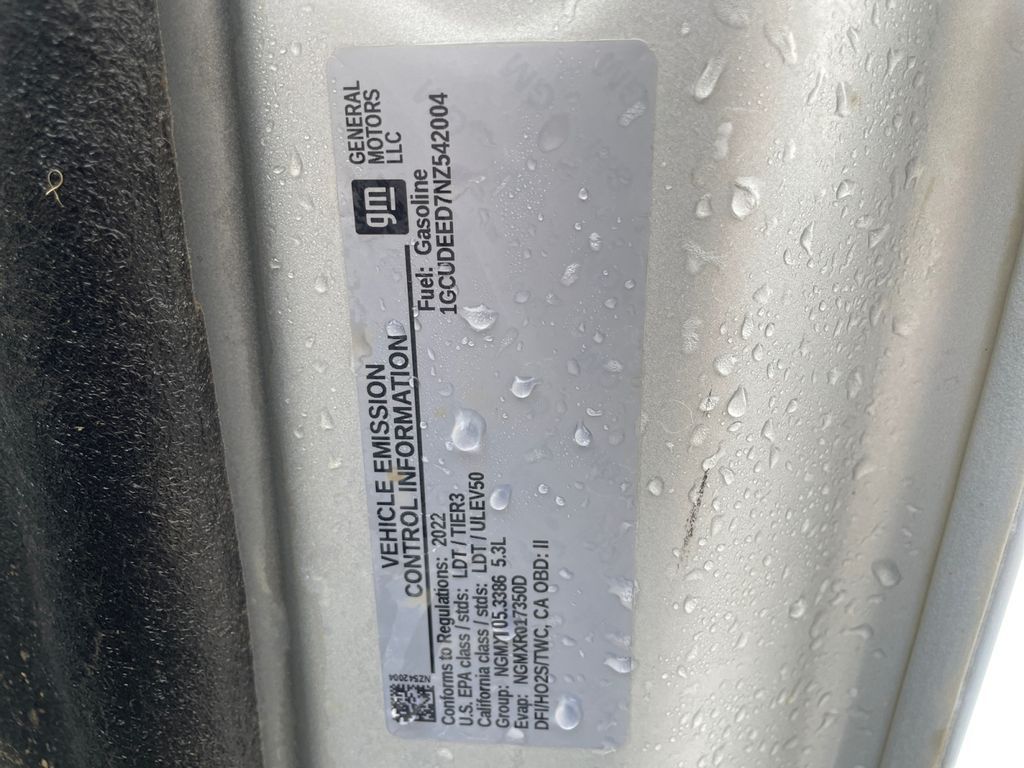 VEHICLE EMISSION
CONTROL INFORMATION
gm
GENERAL
MOTORS
LLC
NZ542004
Fuel: Gasoline
1GCUDEED7NZ542004
Conforms to Regulations: 2022
U.S. EPA class / stds: LDT / TIER3
California class / stds: LDT / ULEV50
Group: NGMXT05.3386 5.3L
Evap: NGMXR017350D
DFI/HO2S/TWC, CA OBD: II